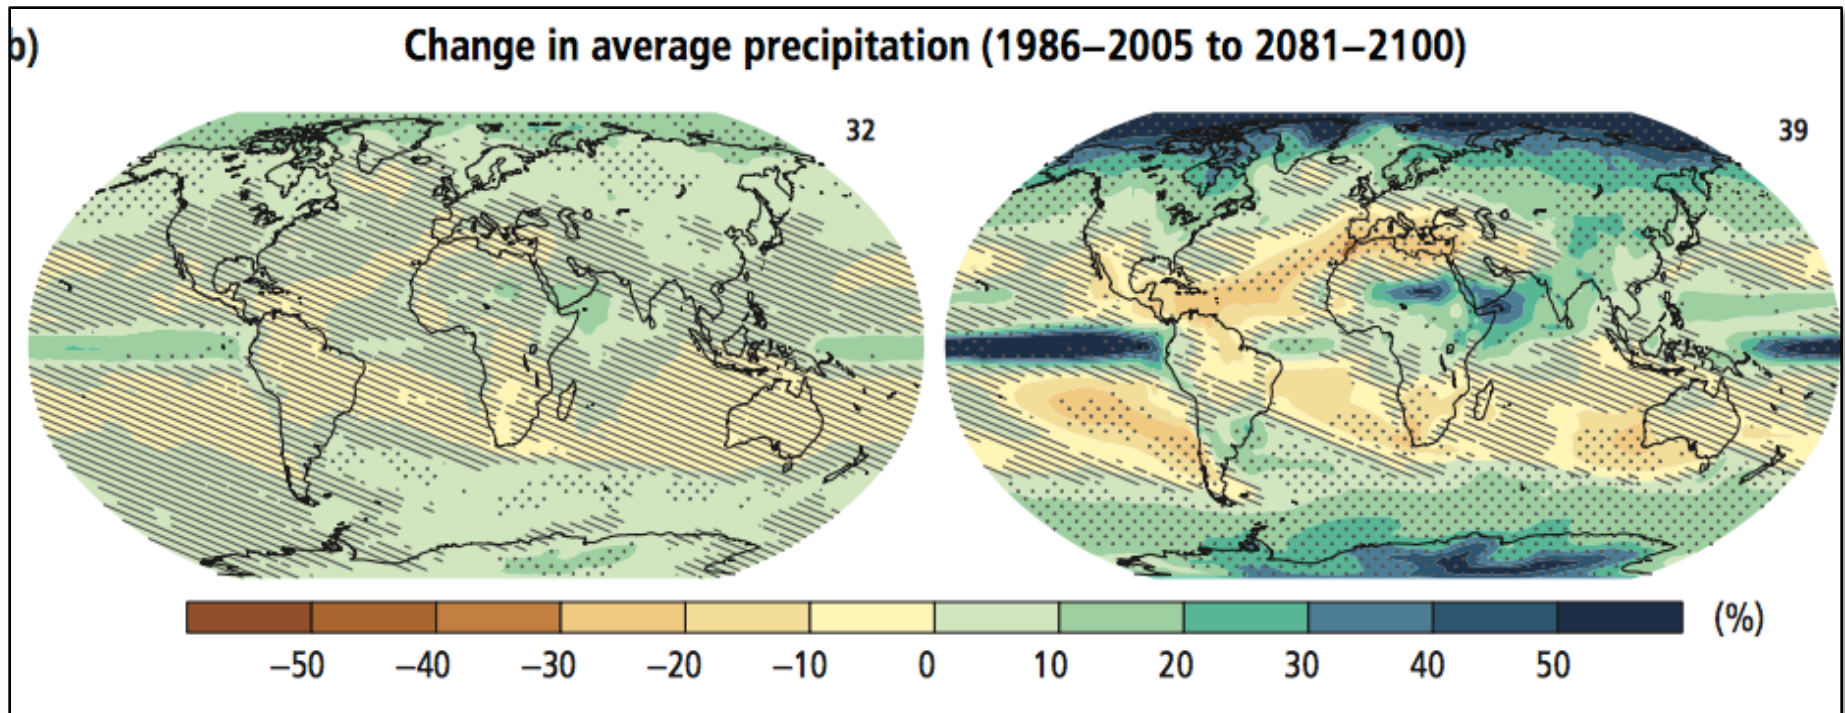 b)
Change in average precipitation (1986–2005 to 2081–2100)
32
39
(%)
−50 −40 −30 −20 −10 0 10 20 30 40 50